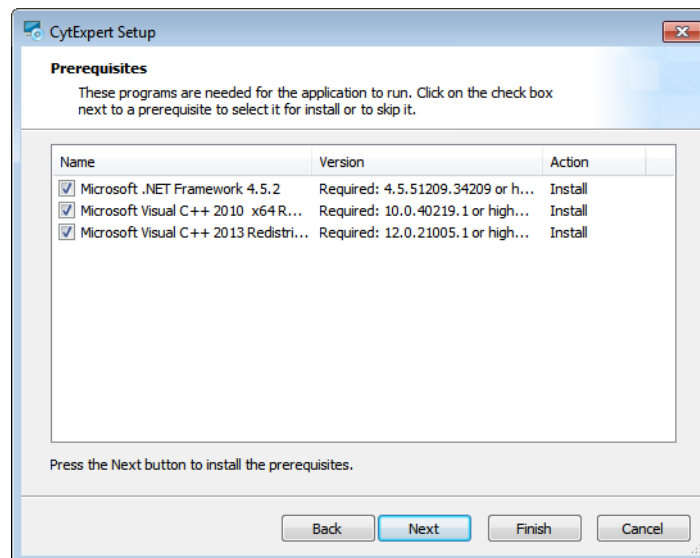 CytExpert Setup
Prerequisites
These programs are needed for the application to run. Click on the check box
next to a prerequisite to select it for install or to skip it.
Name Version Action
Microsoft .NET Framework 4.5.2 Required: 4.5.51209.34209 or h... Install
Microsoft Visual C++ 2010 x64 R... Required: 10.0.40219.1 or high... Install
Microsoft Visual C++ 2013 Redistri... Required: 12.0.21005.1 or high... Install
Press the Next button to install the prerequisites.
Back Next Finish Cancel